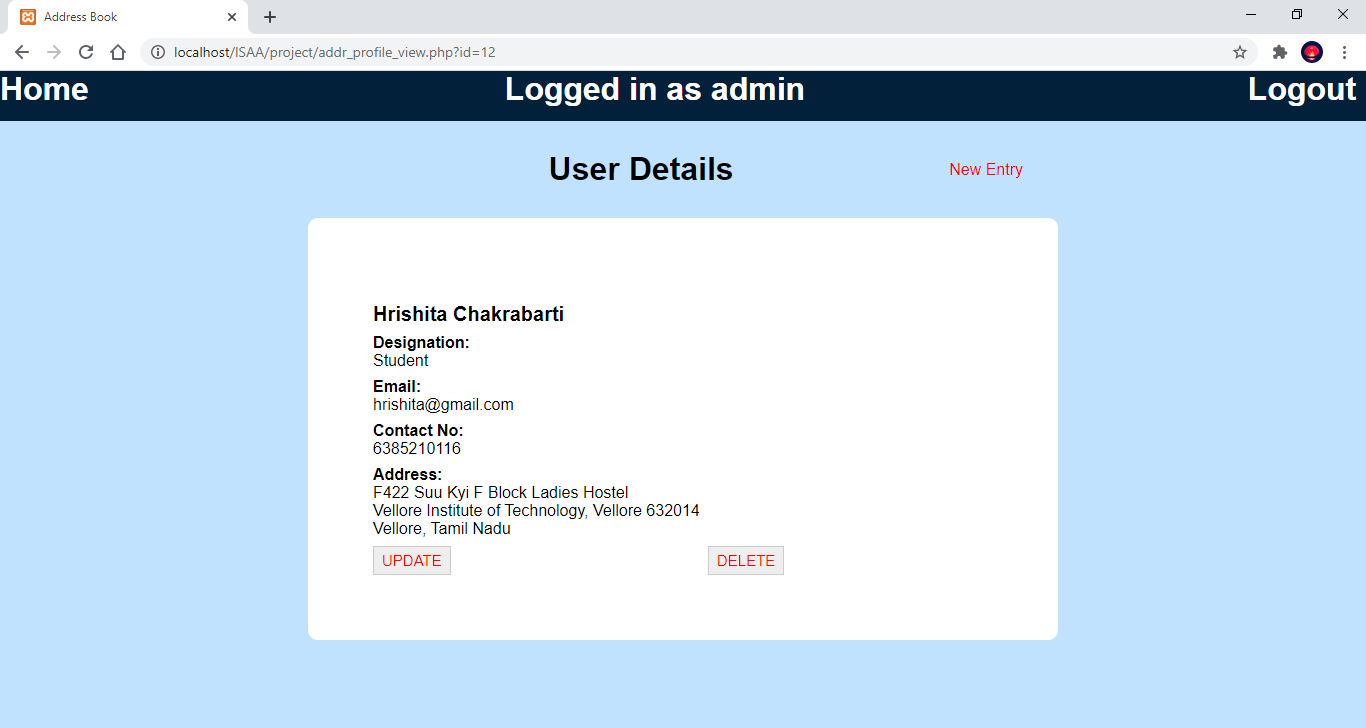 Address Book
localhost/ISAA/project/addr_profile_view.php?id=12
Home Logged in as admin Logout
User Details New Entry
Hrishita Chakrabarti
Designation:
Student
Email:
hrishita@gmail.com
Contact No:
6385210116
Address:
F422 Suu Kyi F Block Ladies Hostel
Vellore Institute of Technology, Vellore 632014
Vellore, Tamil Nadu
UPDATE DELETE